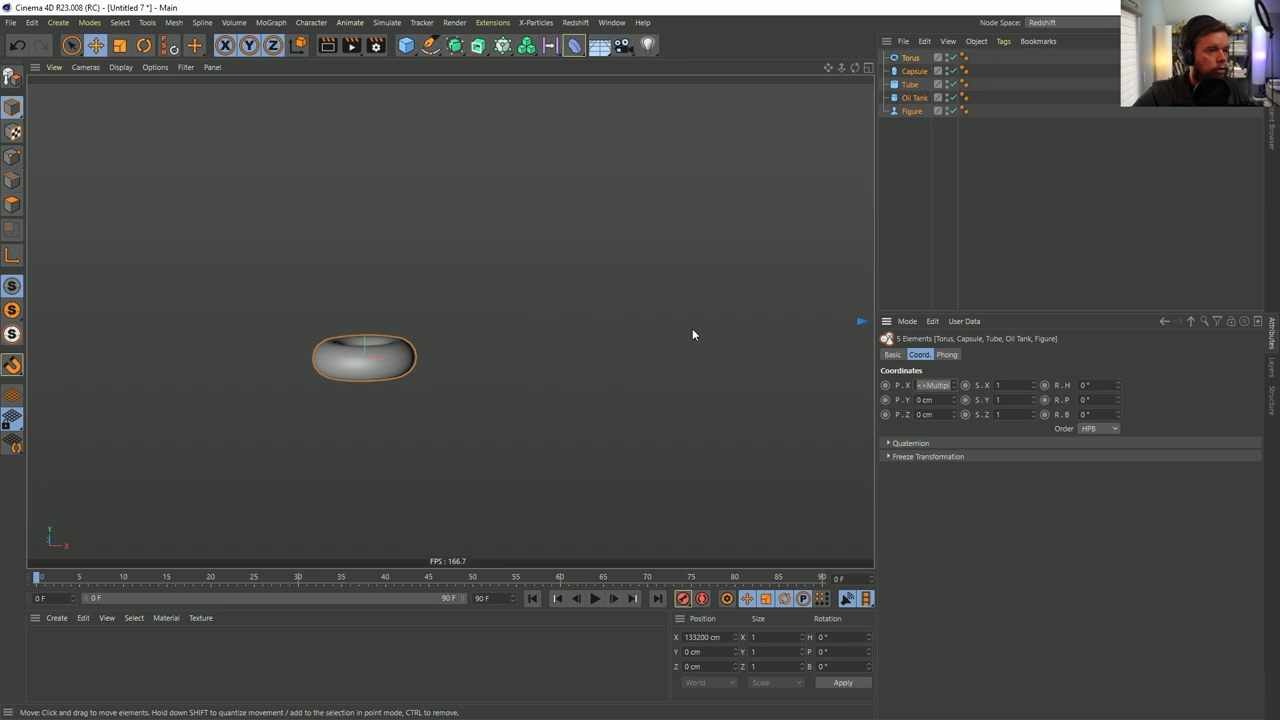 Cinema 4D R23.008 (RC) - [Untitled 7 *] - Main
File Edit Create Modes Select Tools Mesh Spline Volume MoGraph Character Animate Simulate Tracker Render Extensions X-Particles Redshift Window Help Node Space: Redshift
View Cameras Display Options Filter Panel
File Edit View Object Tags Bookmarks
Torus
Capsule
Tube
Oil Tank
Figure
Mode Edit User Data
5 Elements [Torus, Capsule, Tube, Oil Tank, Figure]
Basic Coord. Phong
Coordinates
P . X <<Multipl S . X 1 R . H 0 °
P . Y 0 cm S . Y 1 R . P 0 °
P . Z 0 cm S . Z 1 R . B 0 °
Order HPB
Quaternion
Freeze Transformation
Attributes
Layers
Structure
Y
Z
X
FPS : 166.7
0 5 10 15 20 25 30 35 40 45 50 55 60 65 70 75 80 85 90 0 F
0 F 0 F 90 F 90 F
Create Edit View Select Material Texture
Position Size Rotation
X 133200 cm X 1 H 0 °
Y 0 cm Y 1 P 0 °
Z 0 cm Z 1 B 0 °
World Scale Apply
Move: Click and drag to move elements. Hold down SHIFT to quantize movement / add to the selection in point mode, CTRL to remove.